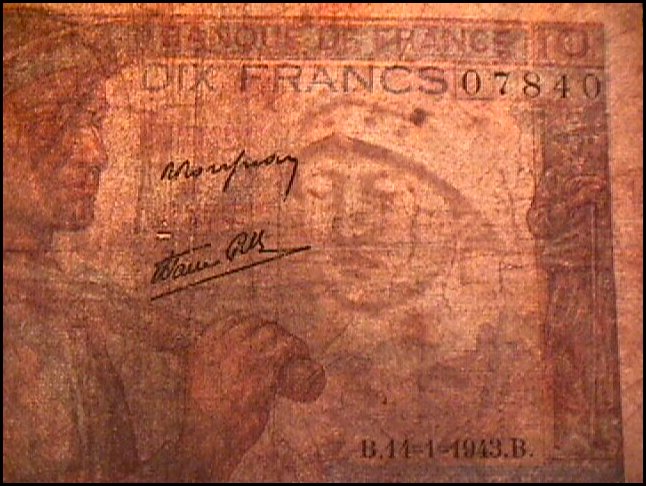 BANQUE DE FRANCE 10
DIX FRANCS 07840
B.14-1-1943.B.